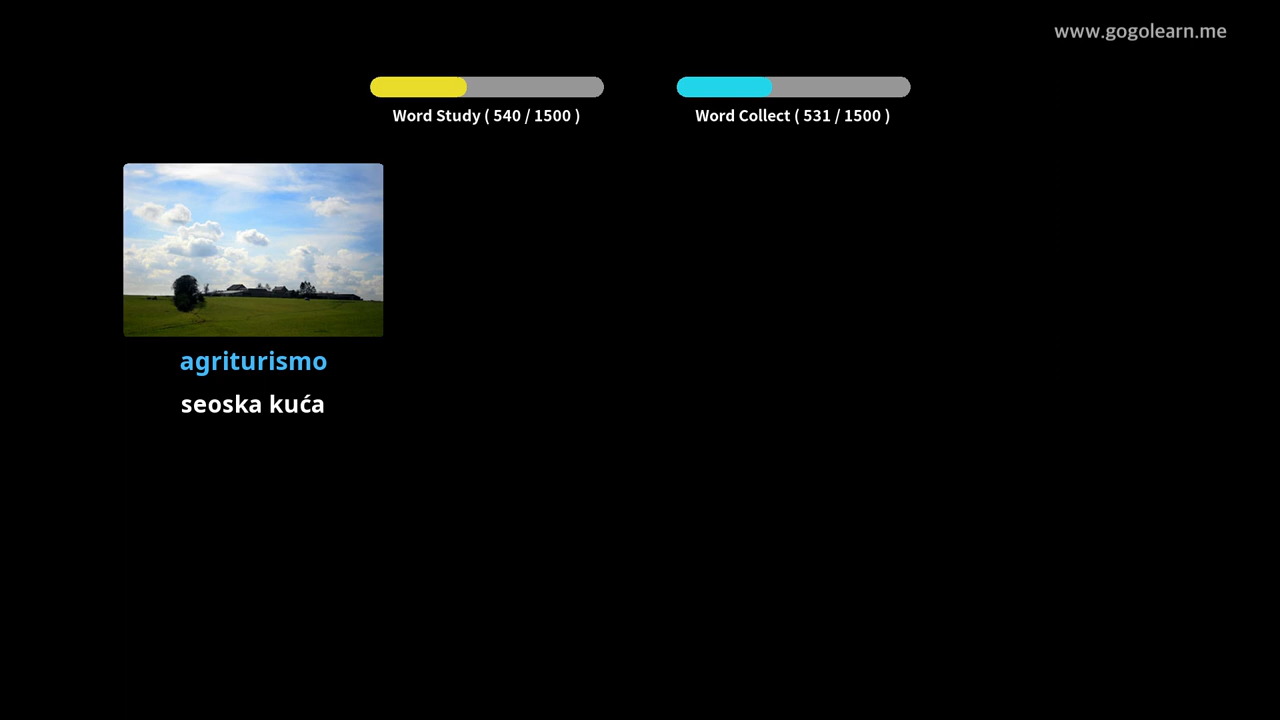 www.gogolearn.me
Word Study ( 540 / 1500 )
Word Collect ( 531 / 1500 )
agriturismo
seoska kuća